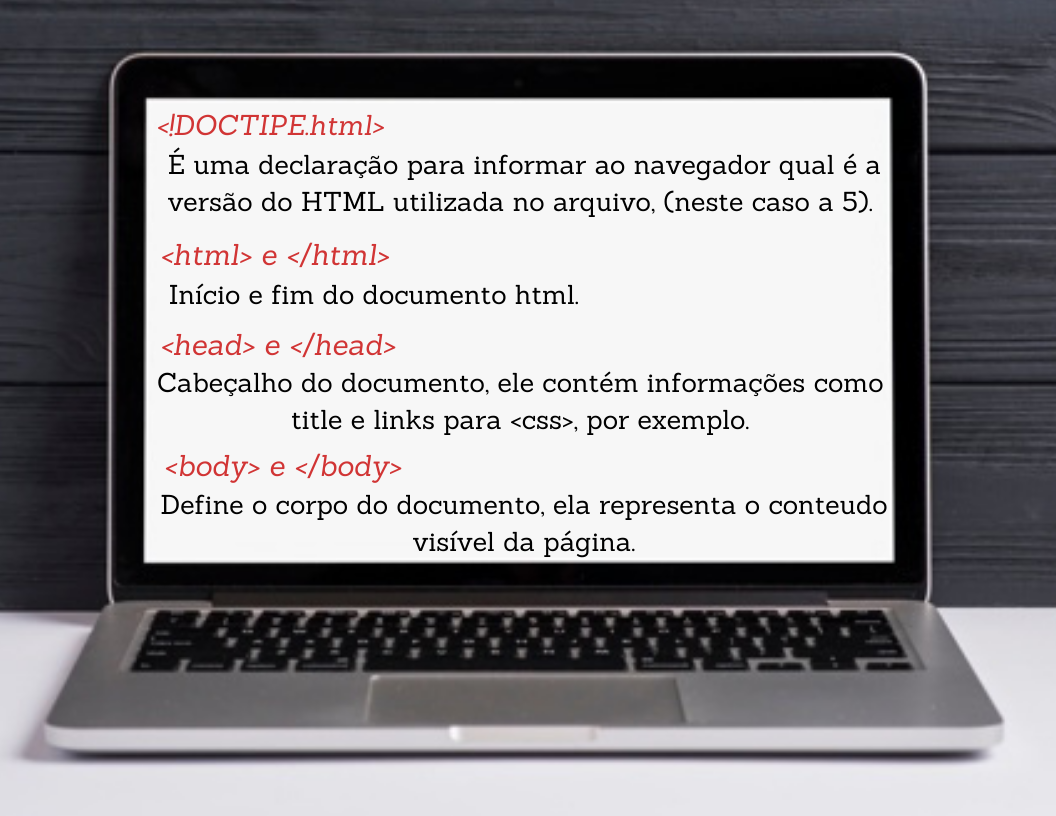 <!DOCTIPE.html>
É uma declaração para informar ao navegador qual é a
versão do HTML utilizada no arquivo, (neste caso a 5).
<html> e </html>
Início e fim do documento html.
<head> e </head>
Cabeçalho do documento, ele contém informações como
title e links para <css>, por exemplo.
<body> e </body>
Define o corpo do documento, ela representa o conteudo
visível da página.